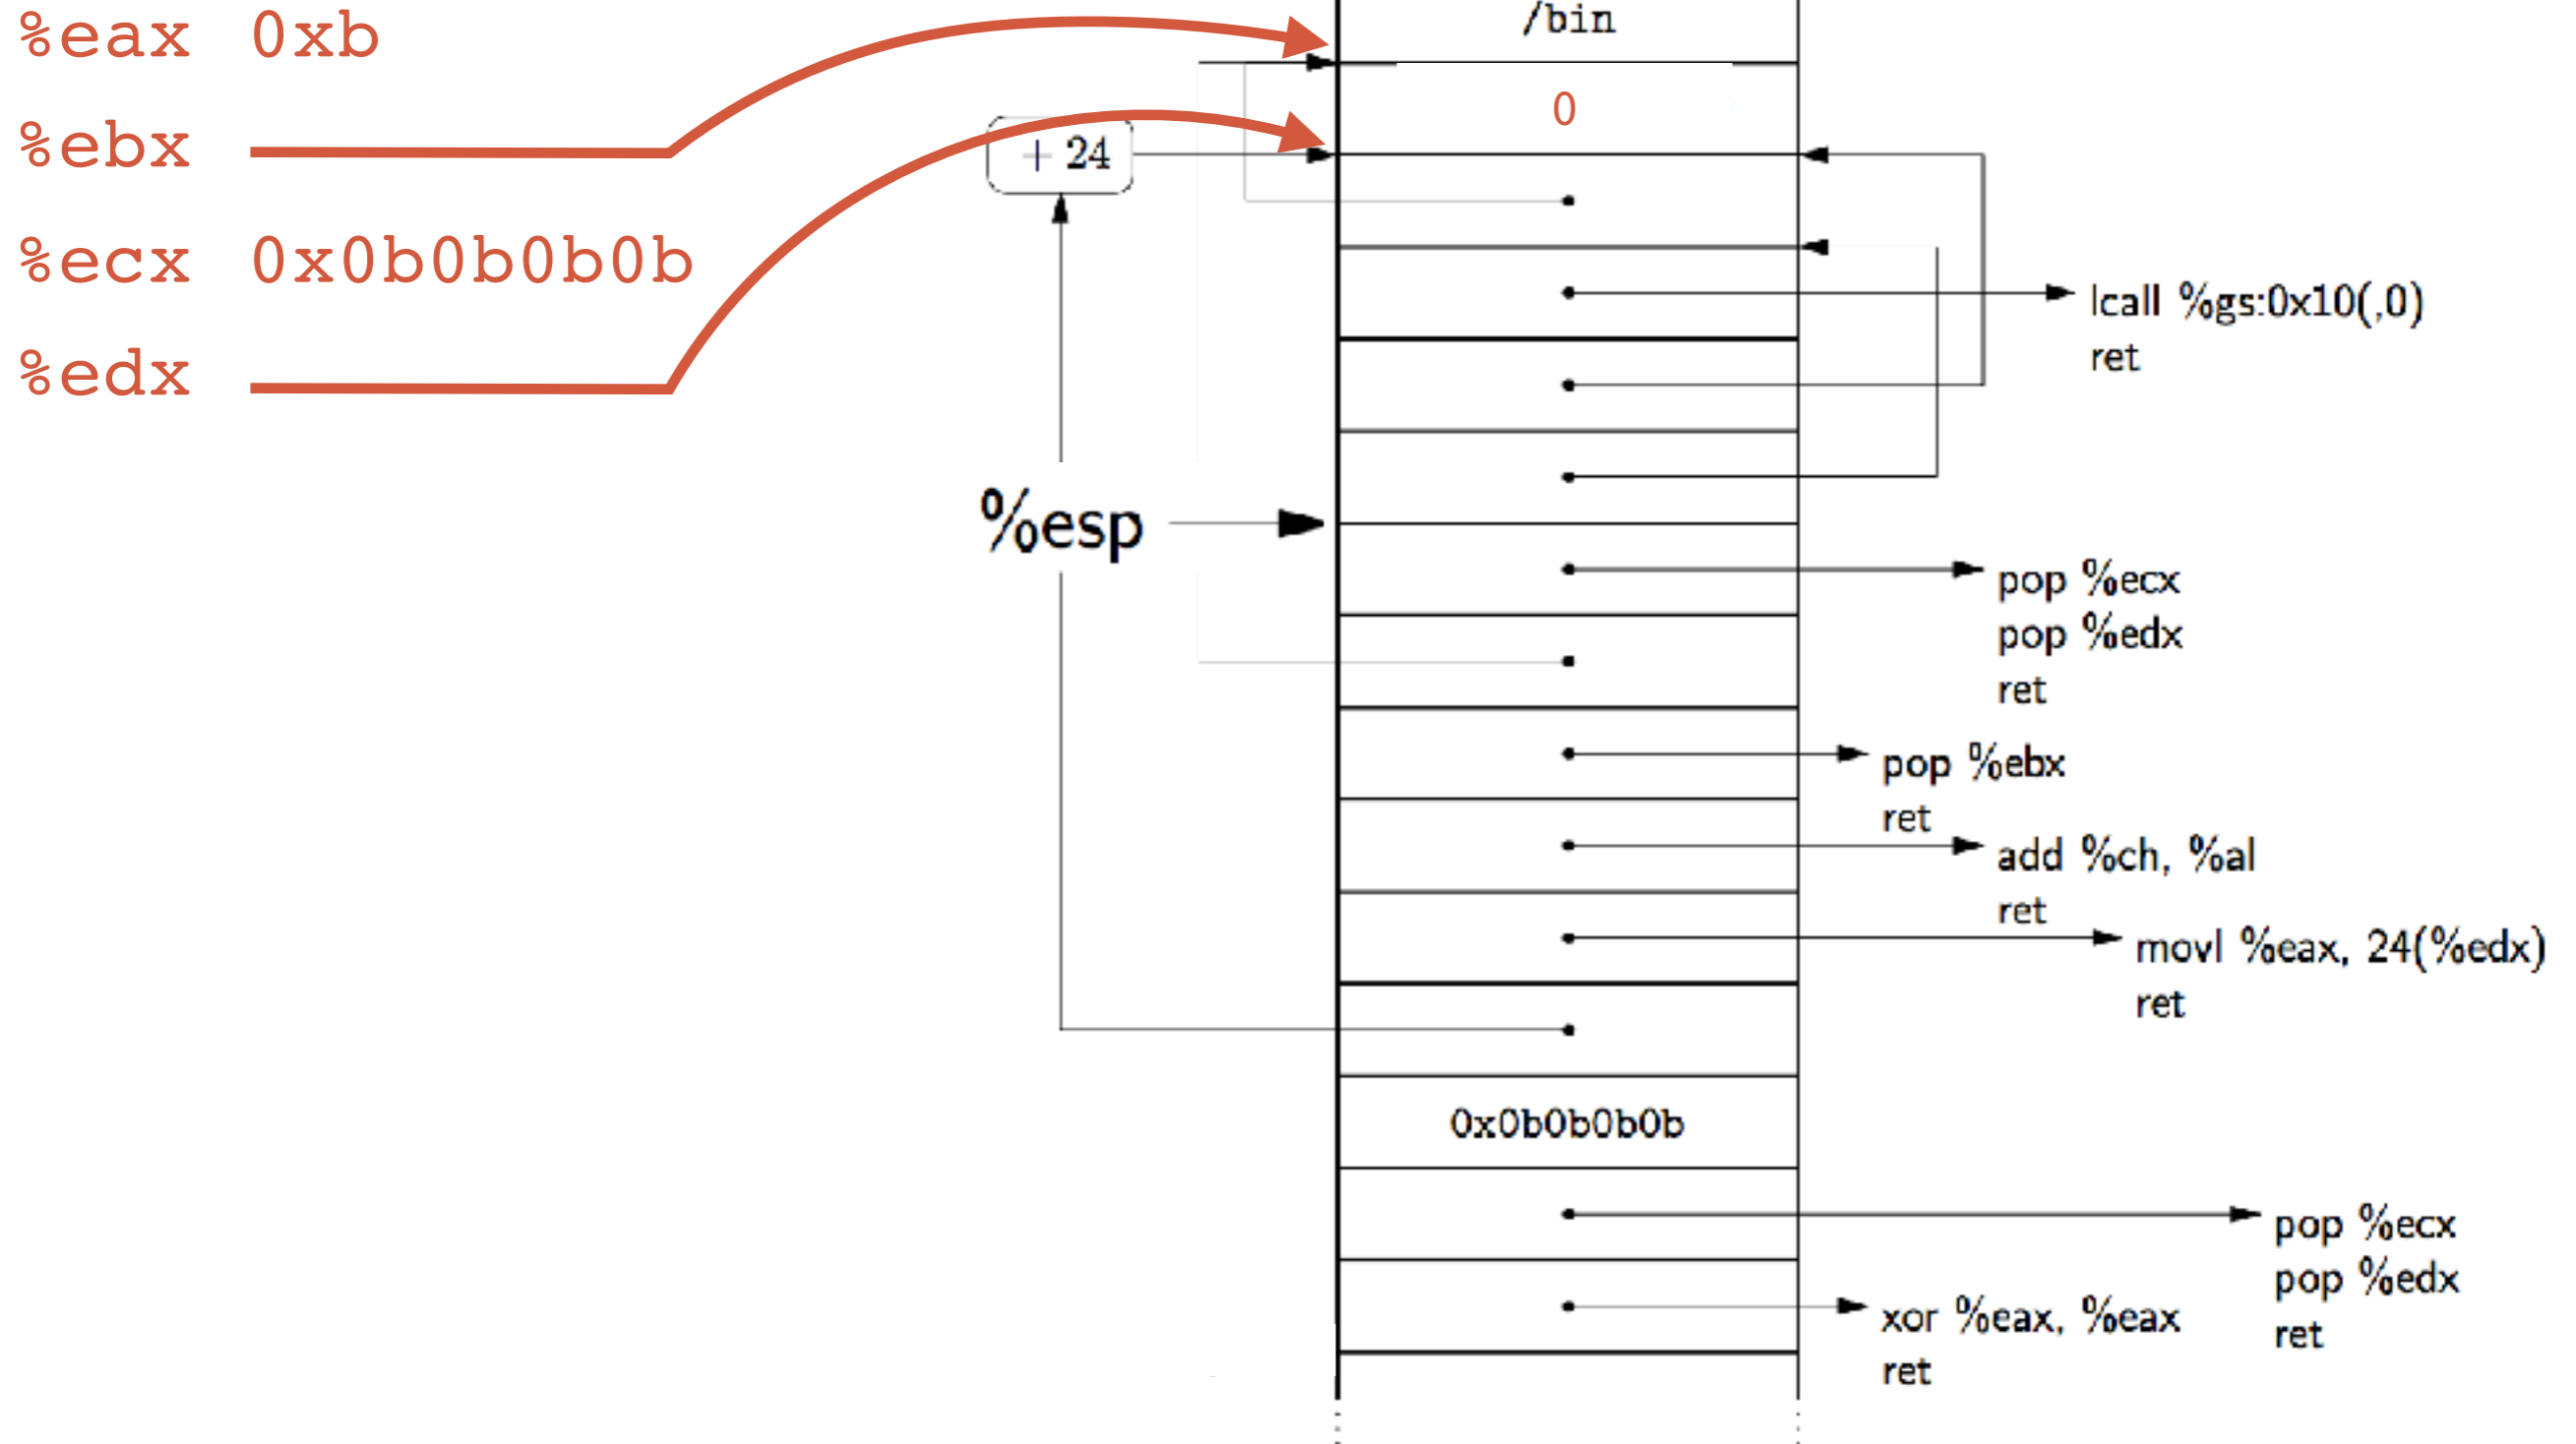 %eax 0xb
%ebx
%ecx 0x0b0b0b0b
%edx
/bin
0
+ 24
lcall %gs:0x10(,0)
ret
%esp
pop %ecx
pop %edx
ret
pop %ebx
ret
add %ch, %al
ret
movl %eax, 24(%edx)
ret
0x0b0b0b0b
pop %ecx
pop %edx
ret
xor %eax, %eax
ret